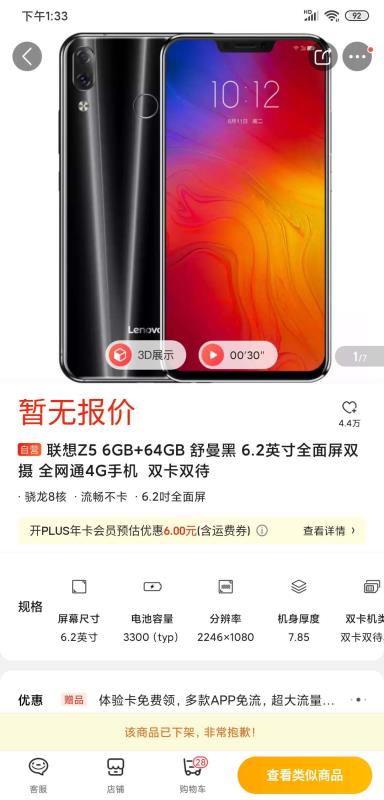 下午1:33
HD
92
10:12
6月11日 周二
Lenovo
3D展示
00'30"
1/7
暂无报价
4.4万
自营 联想Z5 6GB+64GB 舒曼黑 6.2英寸全面屏双
摄 全网通4G手机 双卡双待
· 骁龙8核 · 流畅不卡 · 6.2吋全面屏
开PLUS年卡会员预估优惠6.00元(含运费券) 查看详情 >
规格
屏幕尺寸 电池容量 分辨率 机身厚度 双卡机类
6.2英寸 3300 (typ) 2246×1080 7.85 双卡双待
优惠 赠品 体验卡免费领，多款APP免流，超大流量...
该商品已下架，非常抱歉!
28
客服 店铺 购物车 查看类似商品